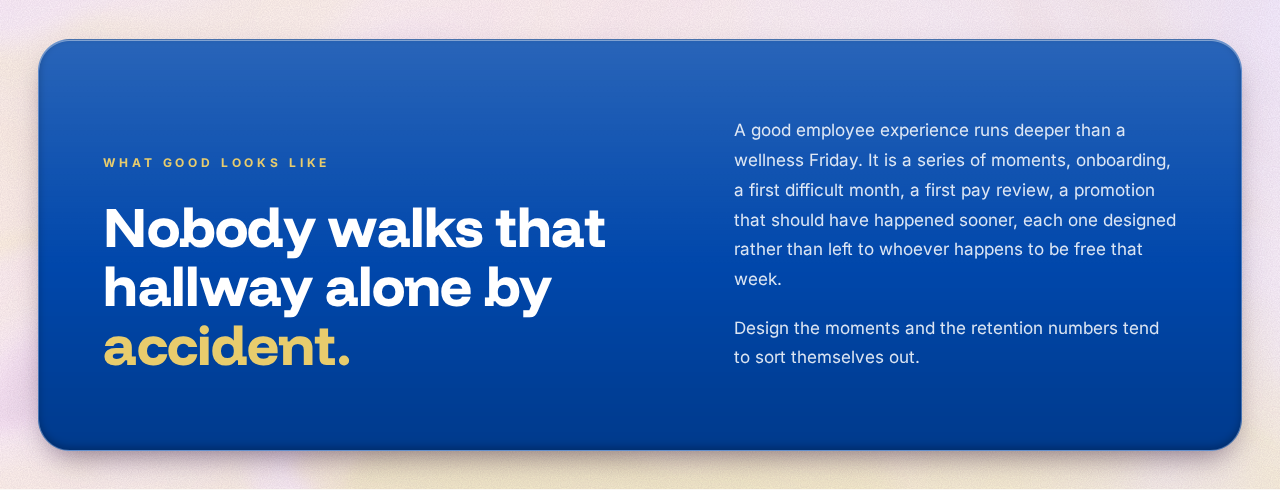 WHAT GOOD LOOKS LIKE
Nobody walks that
hallway alone by
accident.
A good employee experience runs deeper than a
wellness Friday. It is a series of moments, onboarding,
a first difficult month, a first pay review, a promotion
that should have happened sooner, each one designed
rather than left to whoever happens to be free that
week.
Design the moments and the retention numbers tend
to sort themselves out.